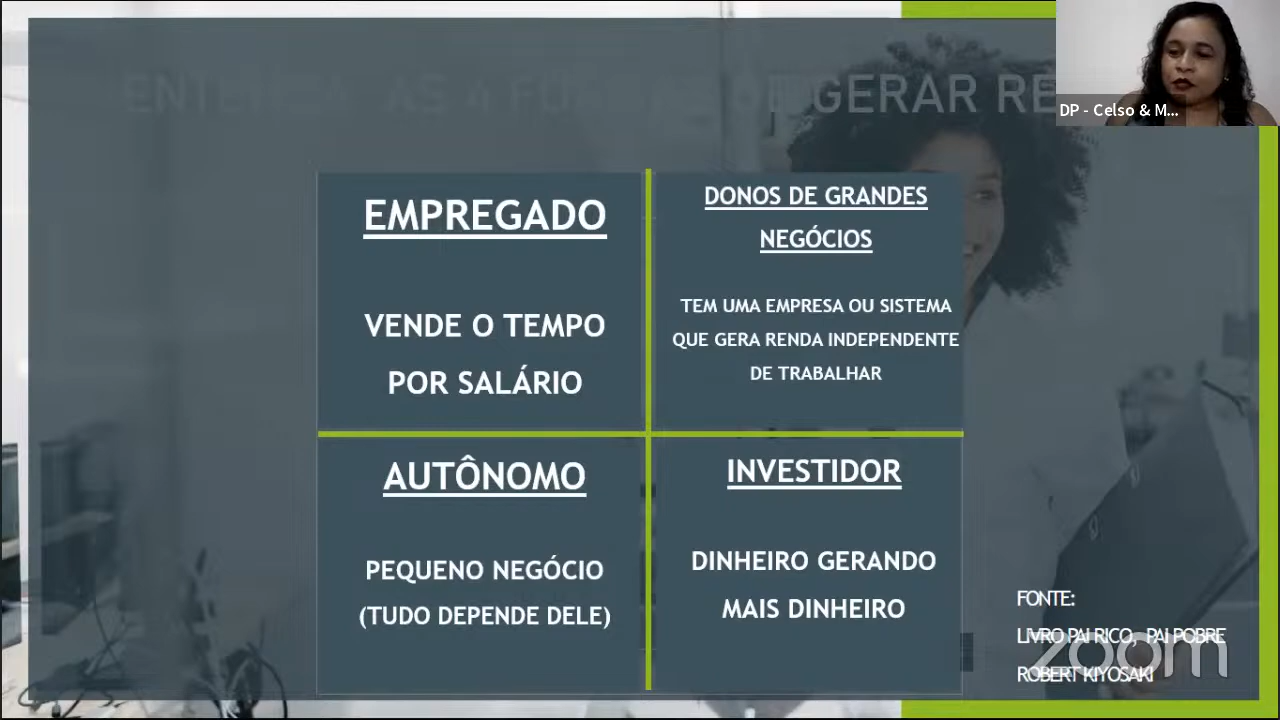 GERAR
DP - Celso & M...
EMPREGADO
VENDE O TEMPO
POR SALÁRIO
DONOS DE GRANDES
NEGÓCIOS
TEM UMA EMPRESA OU SISTEMA
QUE GERA RENDA INDEPENDENTE
DE TRABALHAR
AUTÔNOMO
PEQUENO NEGÓCIO
(TUDO DEPENDE DELE)
INVESTIDOR
DINHEIRO GERANDO
MAIS DINHEIRO
FONTE:
LIVRO PAI RICO, PAI POBRE
ROBERT KIYOSAKI
zoom